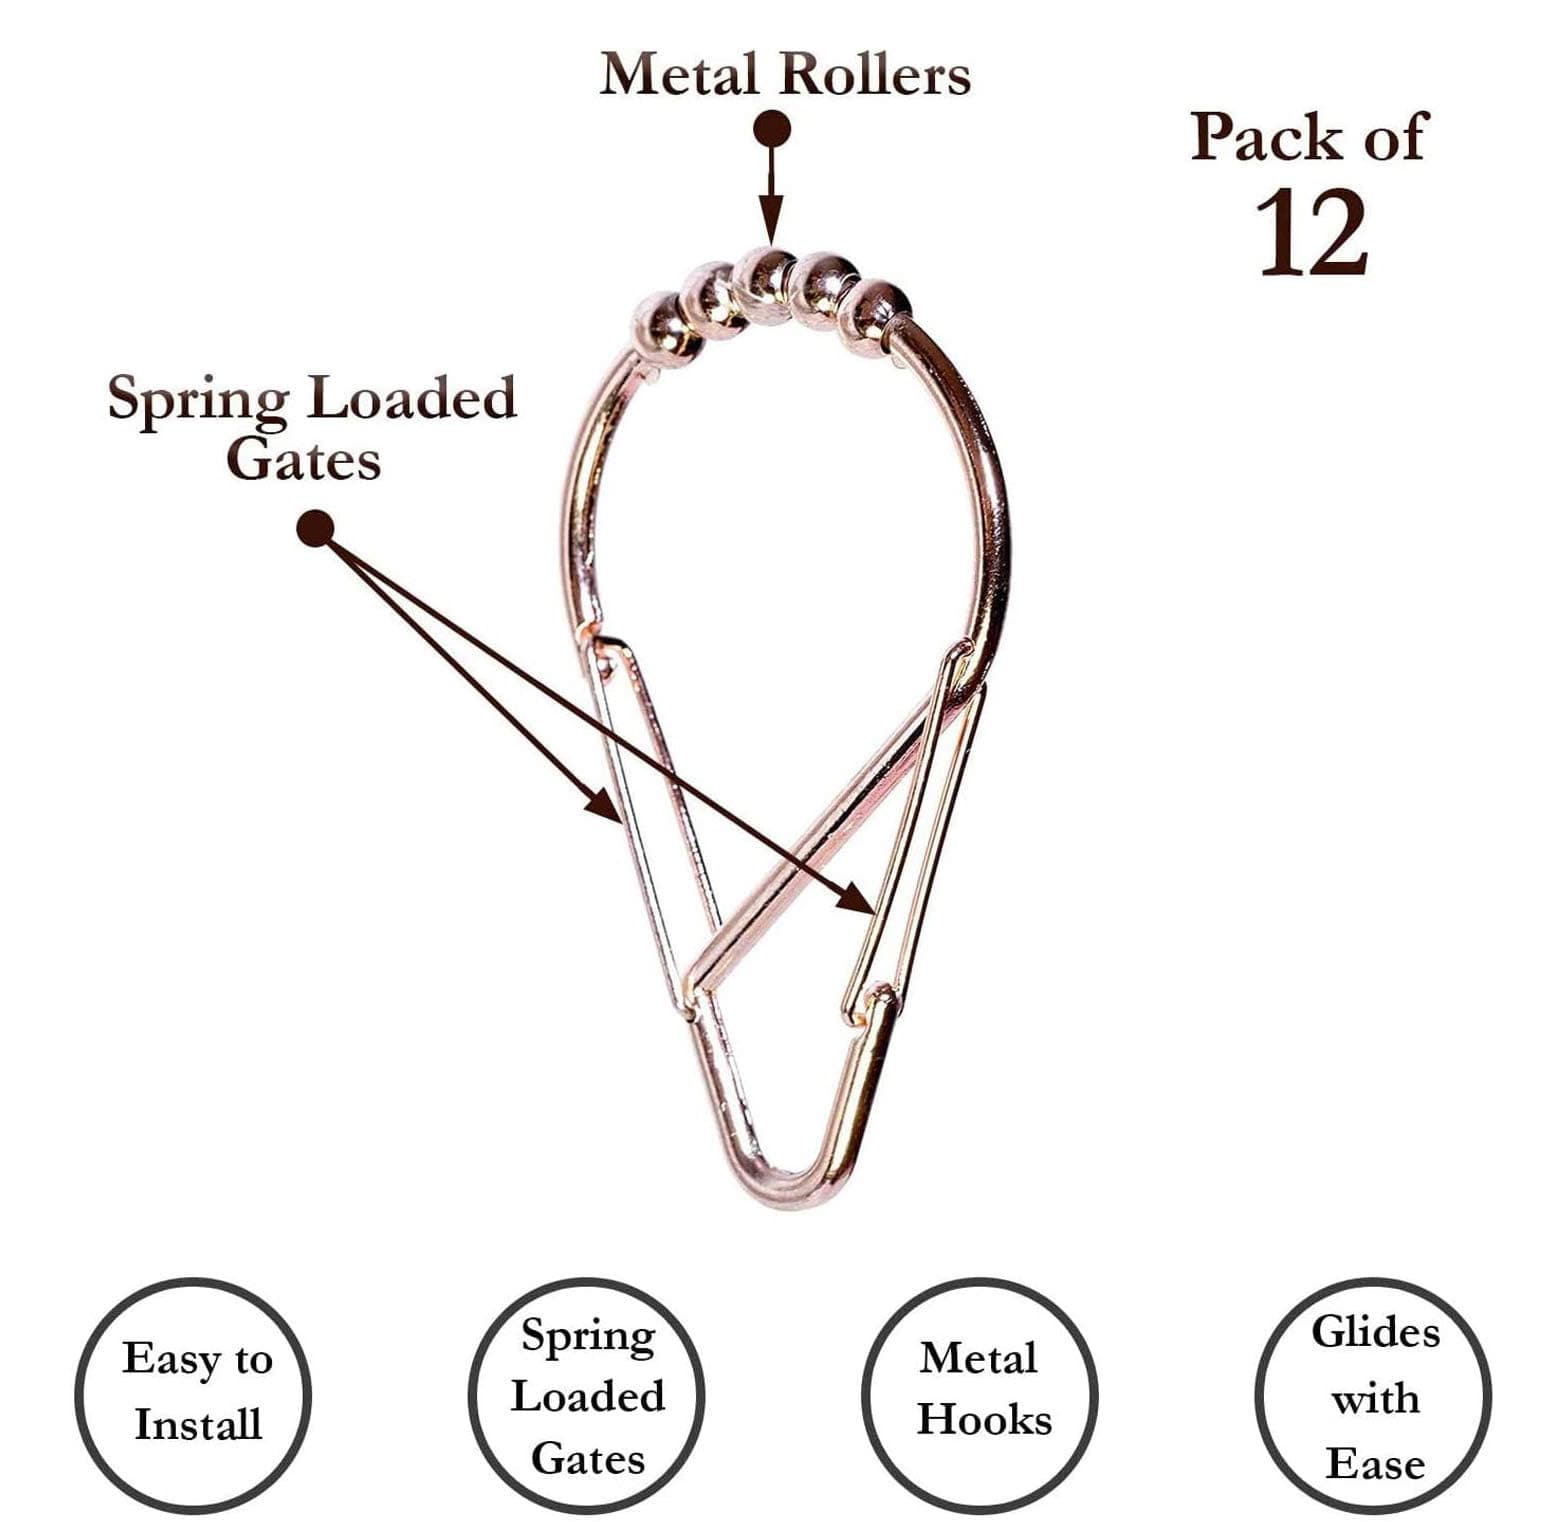 Metal Rollers
Pack of
12
Spring Loaded
Gates
Easy to
Install
Spring
Loaded
Gates
Metal
Hooks
Glides
with
Ease